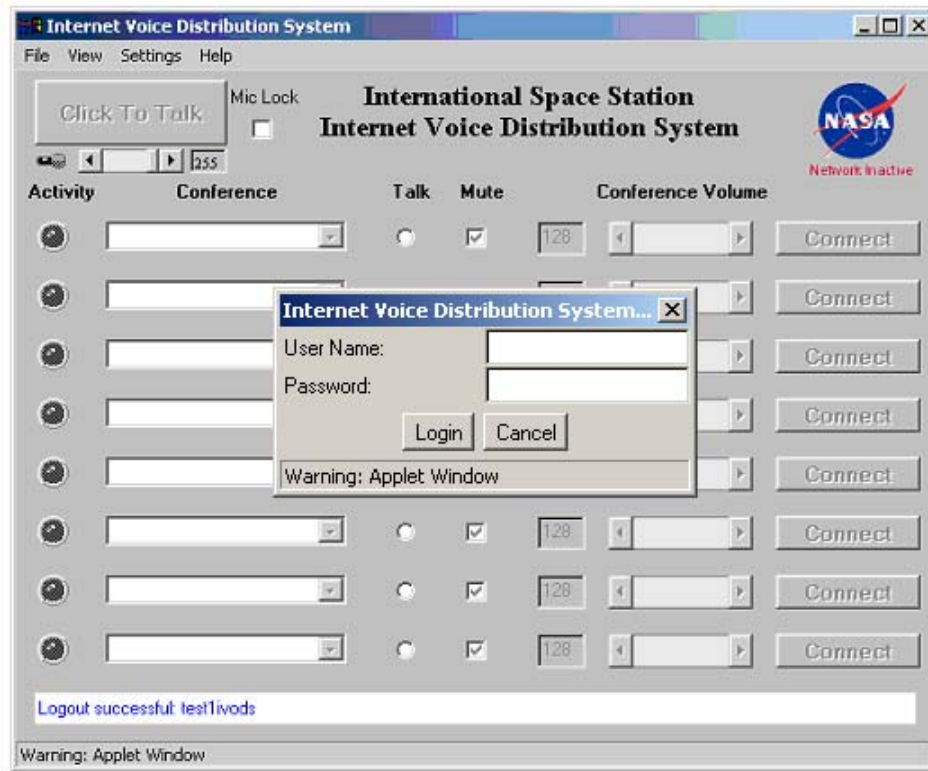 Internet Voice Distribution System
File View Settings Help
Click To Talk
Mic Lock
International Space Station
Internet Voice Distribution System
NASA
255
Network Inactive
Activity Conference Talk Mute Conference Volume
128 Connect
Connect
Internet Voice Distribution System...
User Name:
Connect
Password:
Connect
Login Cancel
Connect
Warning: Applet Window
128 Connect
128 Connect
128 Connect
Logout successful: test1ivods
Warning: Applet Window